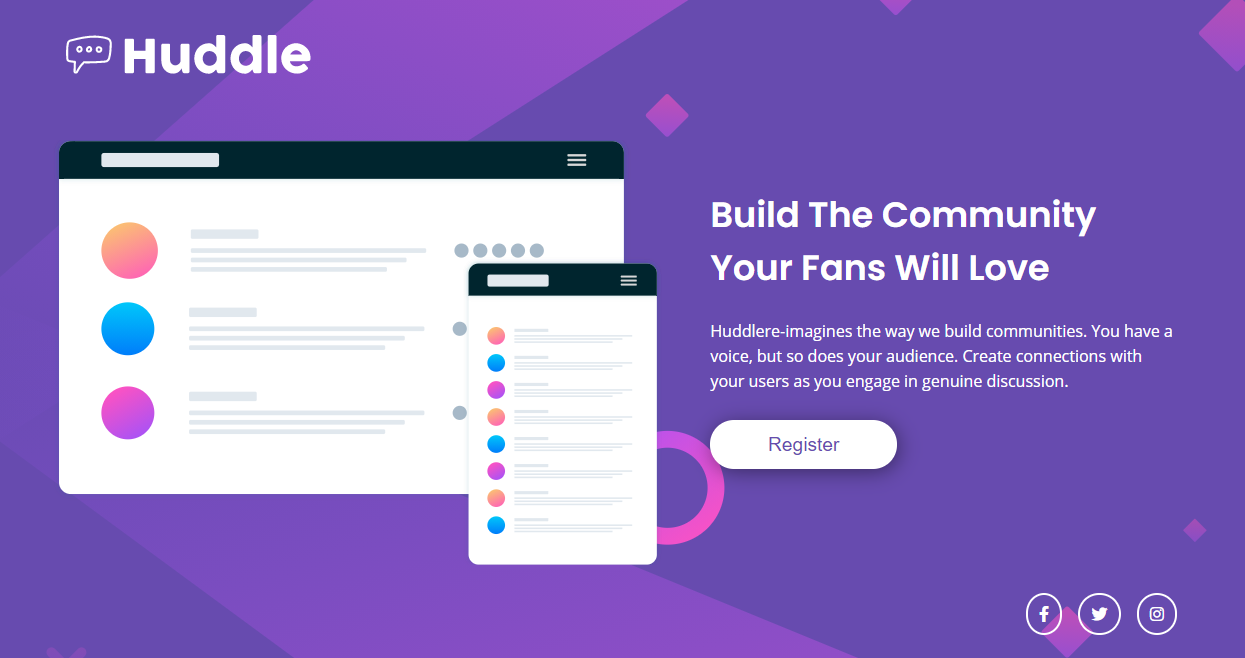 Huddle
Build The Community
Your Fans Will Love
Huddlere-imagines the way we build communities. You have a
voice, but so does your audience. Create connections with
your users as you engage in genuine discussion.
Register